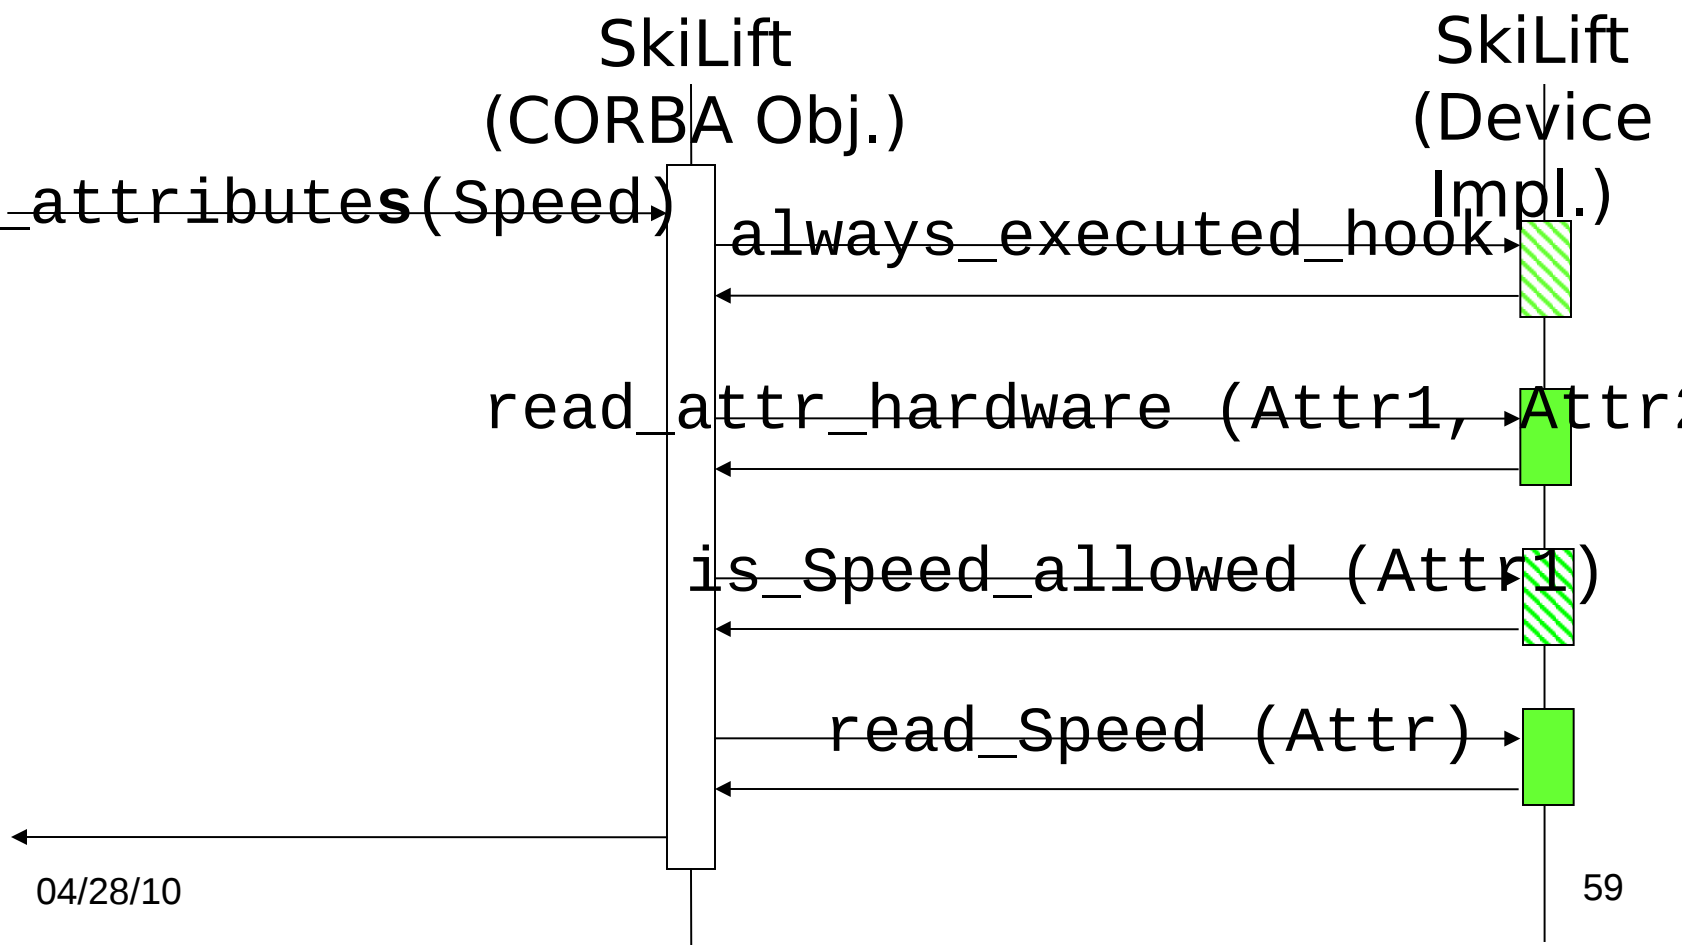 SkiLift
(CORBA Obj.)
SkiLift
(Device
Impl.)
_attributes(Speed)
always_executed_hook
read_attr_hardware (Attr1, Attr2
is_Speed_allowed (Attr1)
read_Speed (Attr)
04/28/10
59